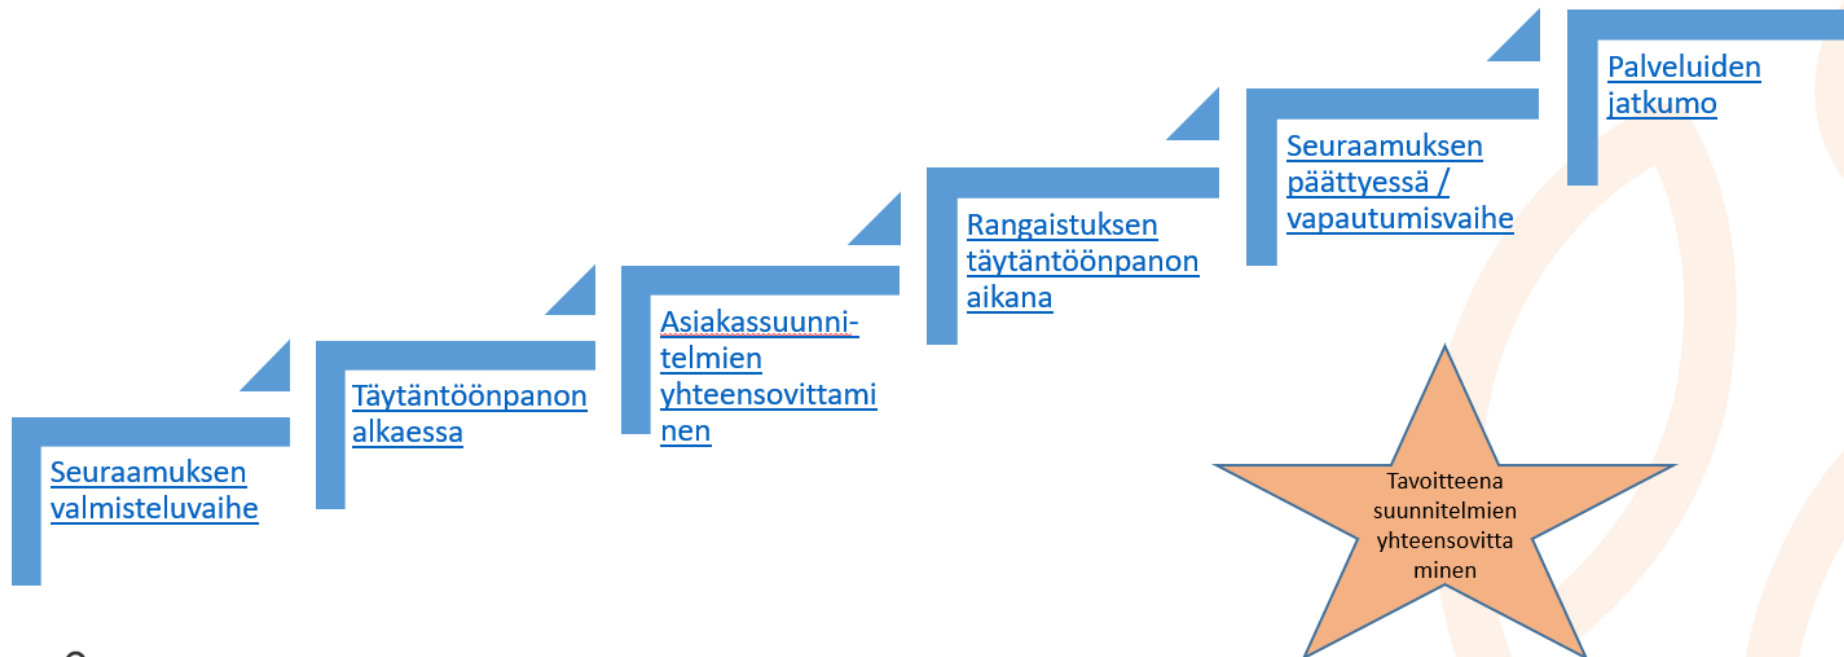 Seuraamuksen
valmisteluvaihe
Täytäntöönpanon
alkaessa
Asiakassuunni-
telmien
yhteensovittami
nen
Rangaistuksen
täytäntöönpanon
aikana
Seuraamuksen
päättyessä /
vapautumisvaihe
Palveluiden
jatkumo
Tavoitteena
suunnitelmien
yhteensovitta
minen